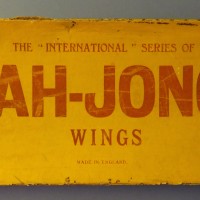 THE "INTERNATIONAL" SERIES OF
AH-JONG
WINGS
MADE IN ENGLAND